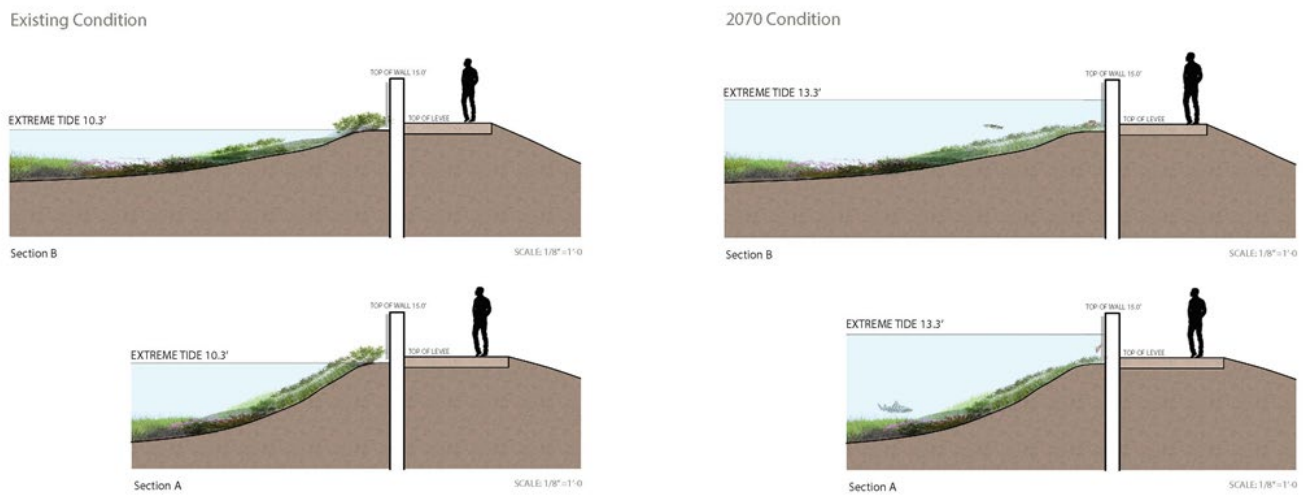 Existing Condition
2070 Condition
TOP OF WALL 15.0'
EXTREME TIDE 10.3'
TOP OF LEVEE
Section B
SCALE: 1/8"=1'-0
TOP OF WALL 15.0'
EXTREME TIDE 13.3'
TOP OF LEVEE
Section B
SCALE: 1/8"=1'-0
TOP OF WALL 15.0'
EXTREME TIDE 10.3'
TOP OF LEVEE
Section A
SCALE: 1/8"=1'-0
TOP OF WALL 15.0'
EXTREME TIDE 13.3'
TOP OF LEVEE
Section A
SCALE: 1/8"=1'-0